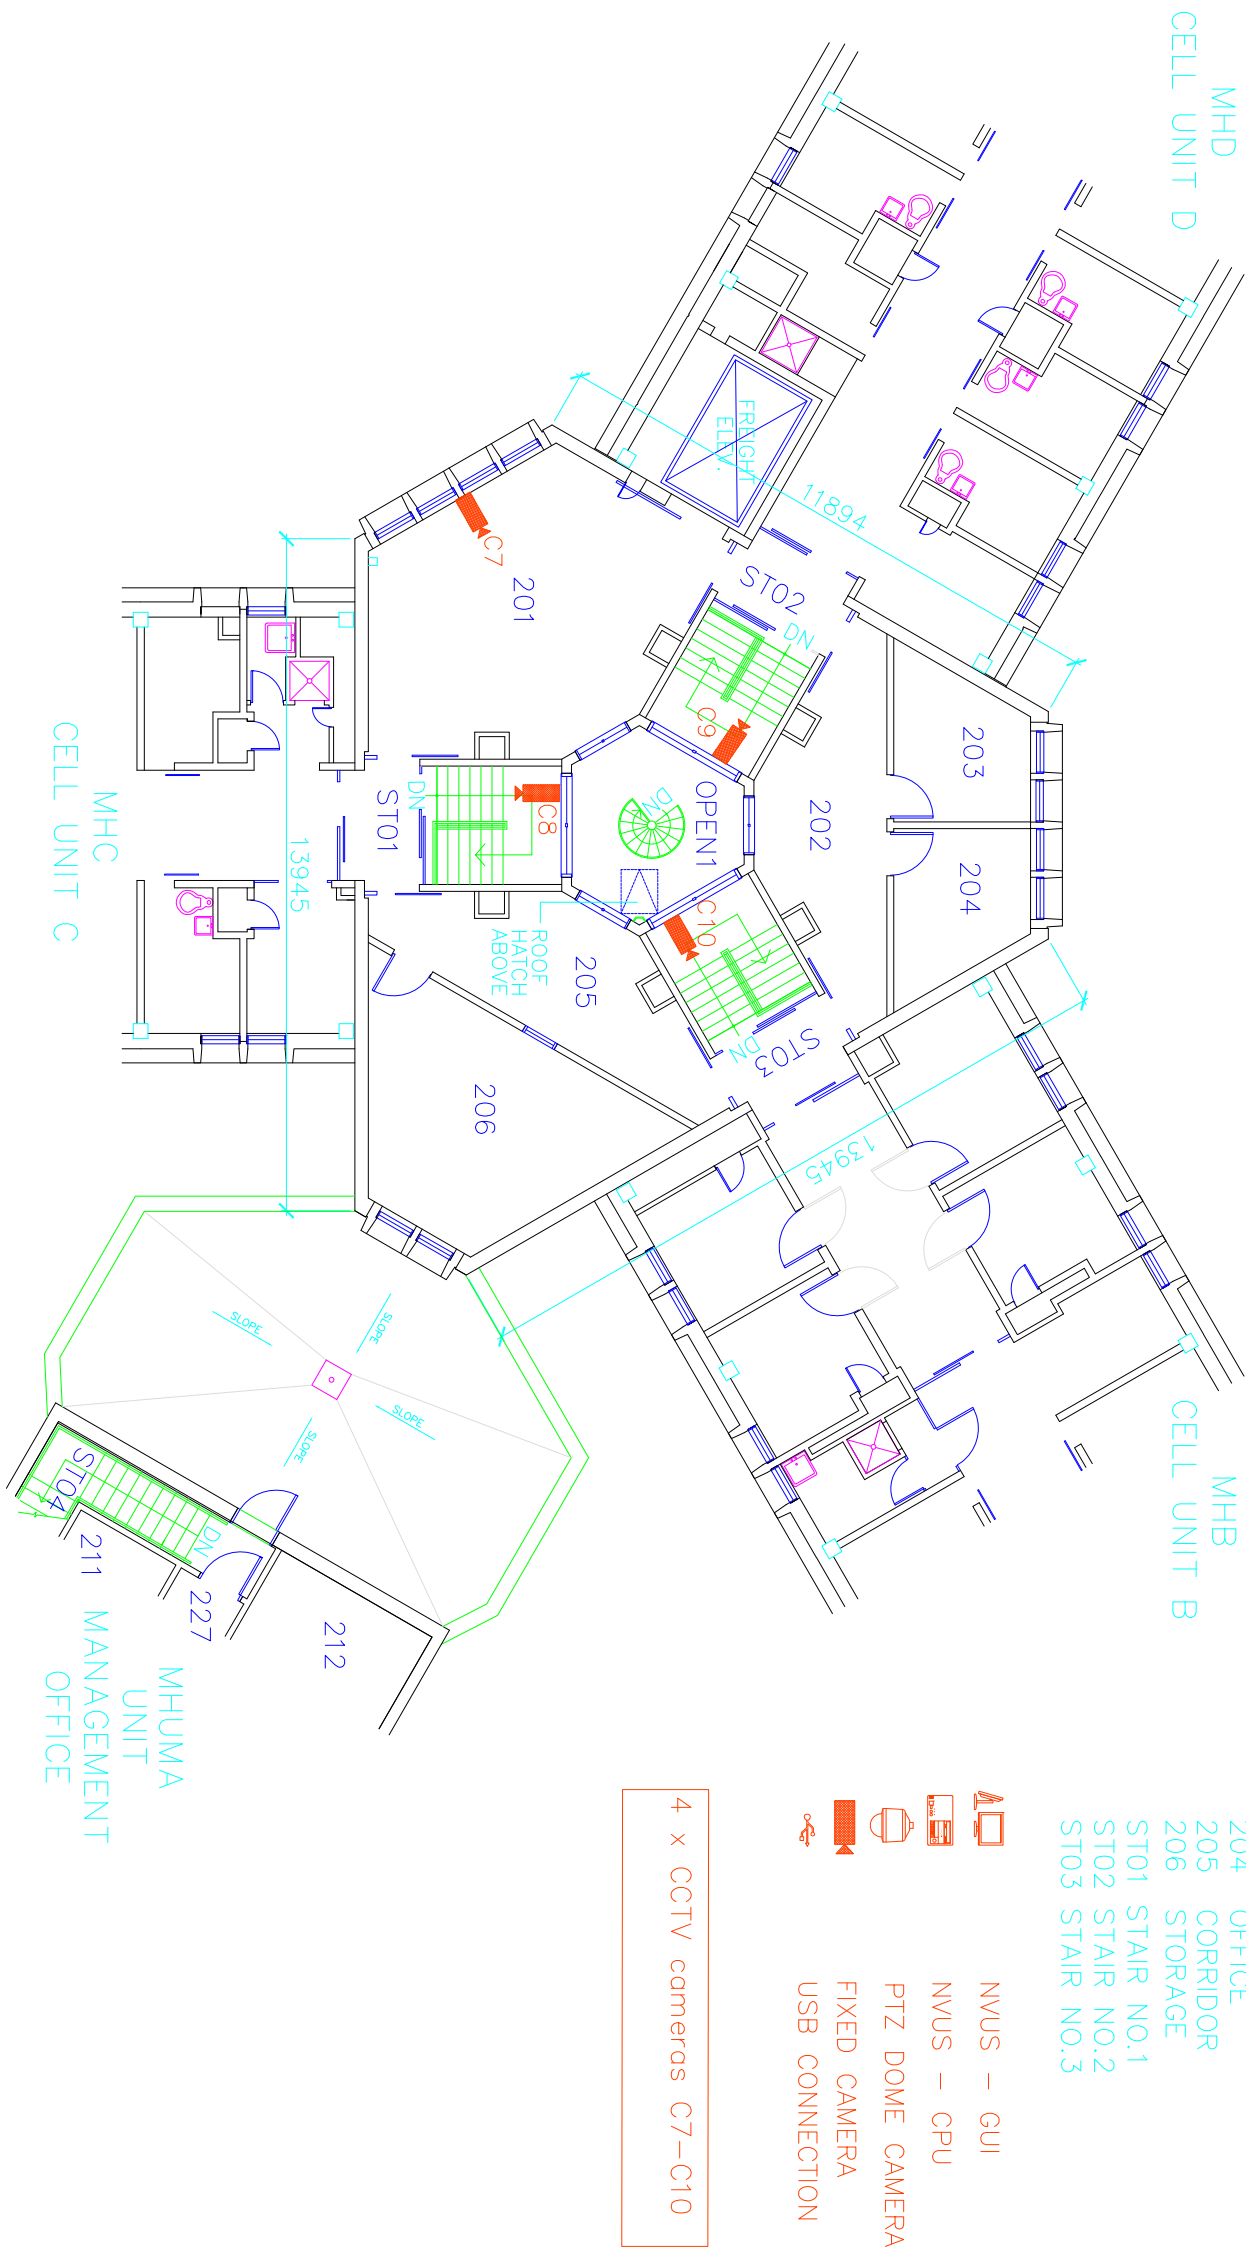 MHD
CELL UNIT D
FREIGHT
ELEV.
11894
C7
201
ST02
DN
C9
203
OPEN1
202
DN
204
C8
DN
ST01
C10
ROOF
HATCH
ABOVE
205
DN
ST03
206
13945
13945
MHC
CELL UNIT C
MHB
CELL UNIT B
SLOPE
SLOPE
SLOPE
SLOPE
ST04
DN
211
227
212
MHUMA
UNIT
MANAGEMENT
OFFICE
204 OFFICE
205 CORRIDOR
206 STORAGE
ST01 STAIR NO.1
ST02 STAIR NO.2
ST03 STAIR NO.3
NVUS – GUI
NVUS – CPU
PTZ DOME CAMERA
FIXED CAMERA
USB CONNECTION
4 x CCTV cameras C7–C10